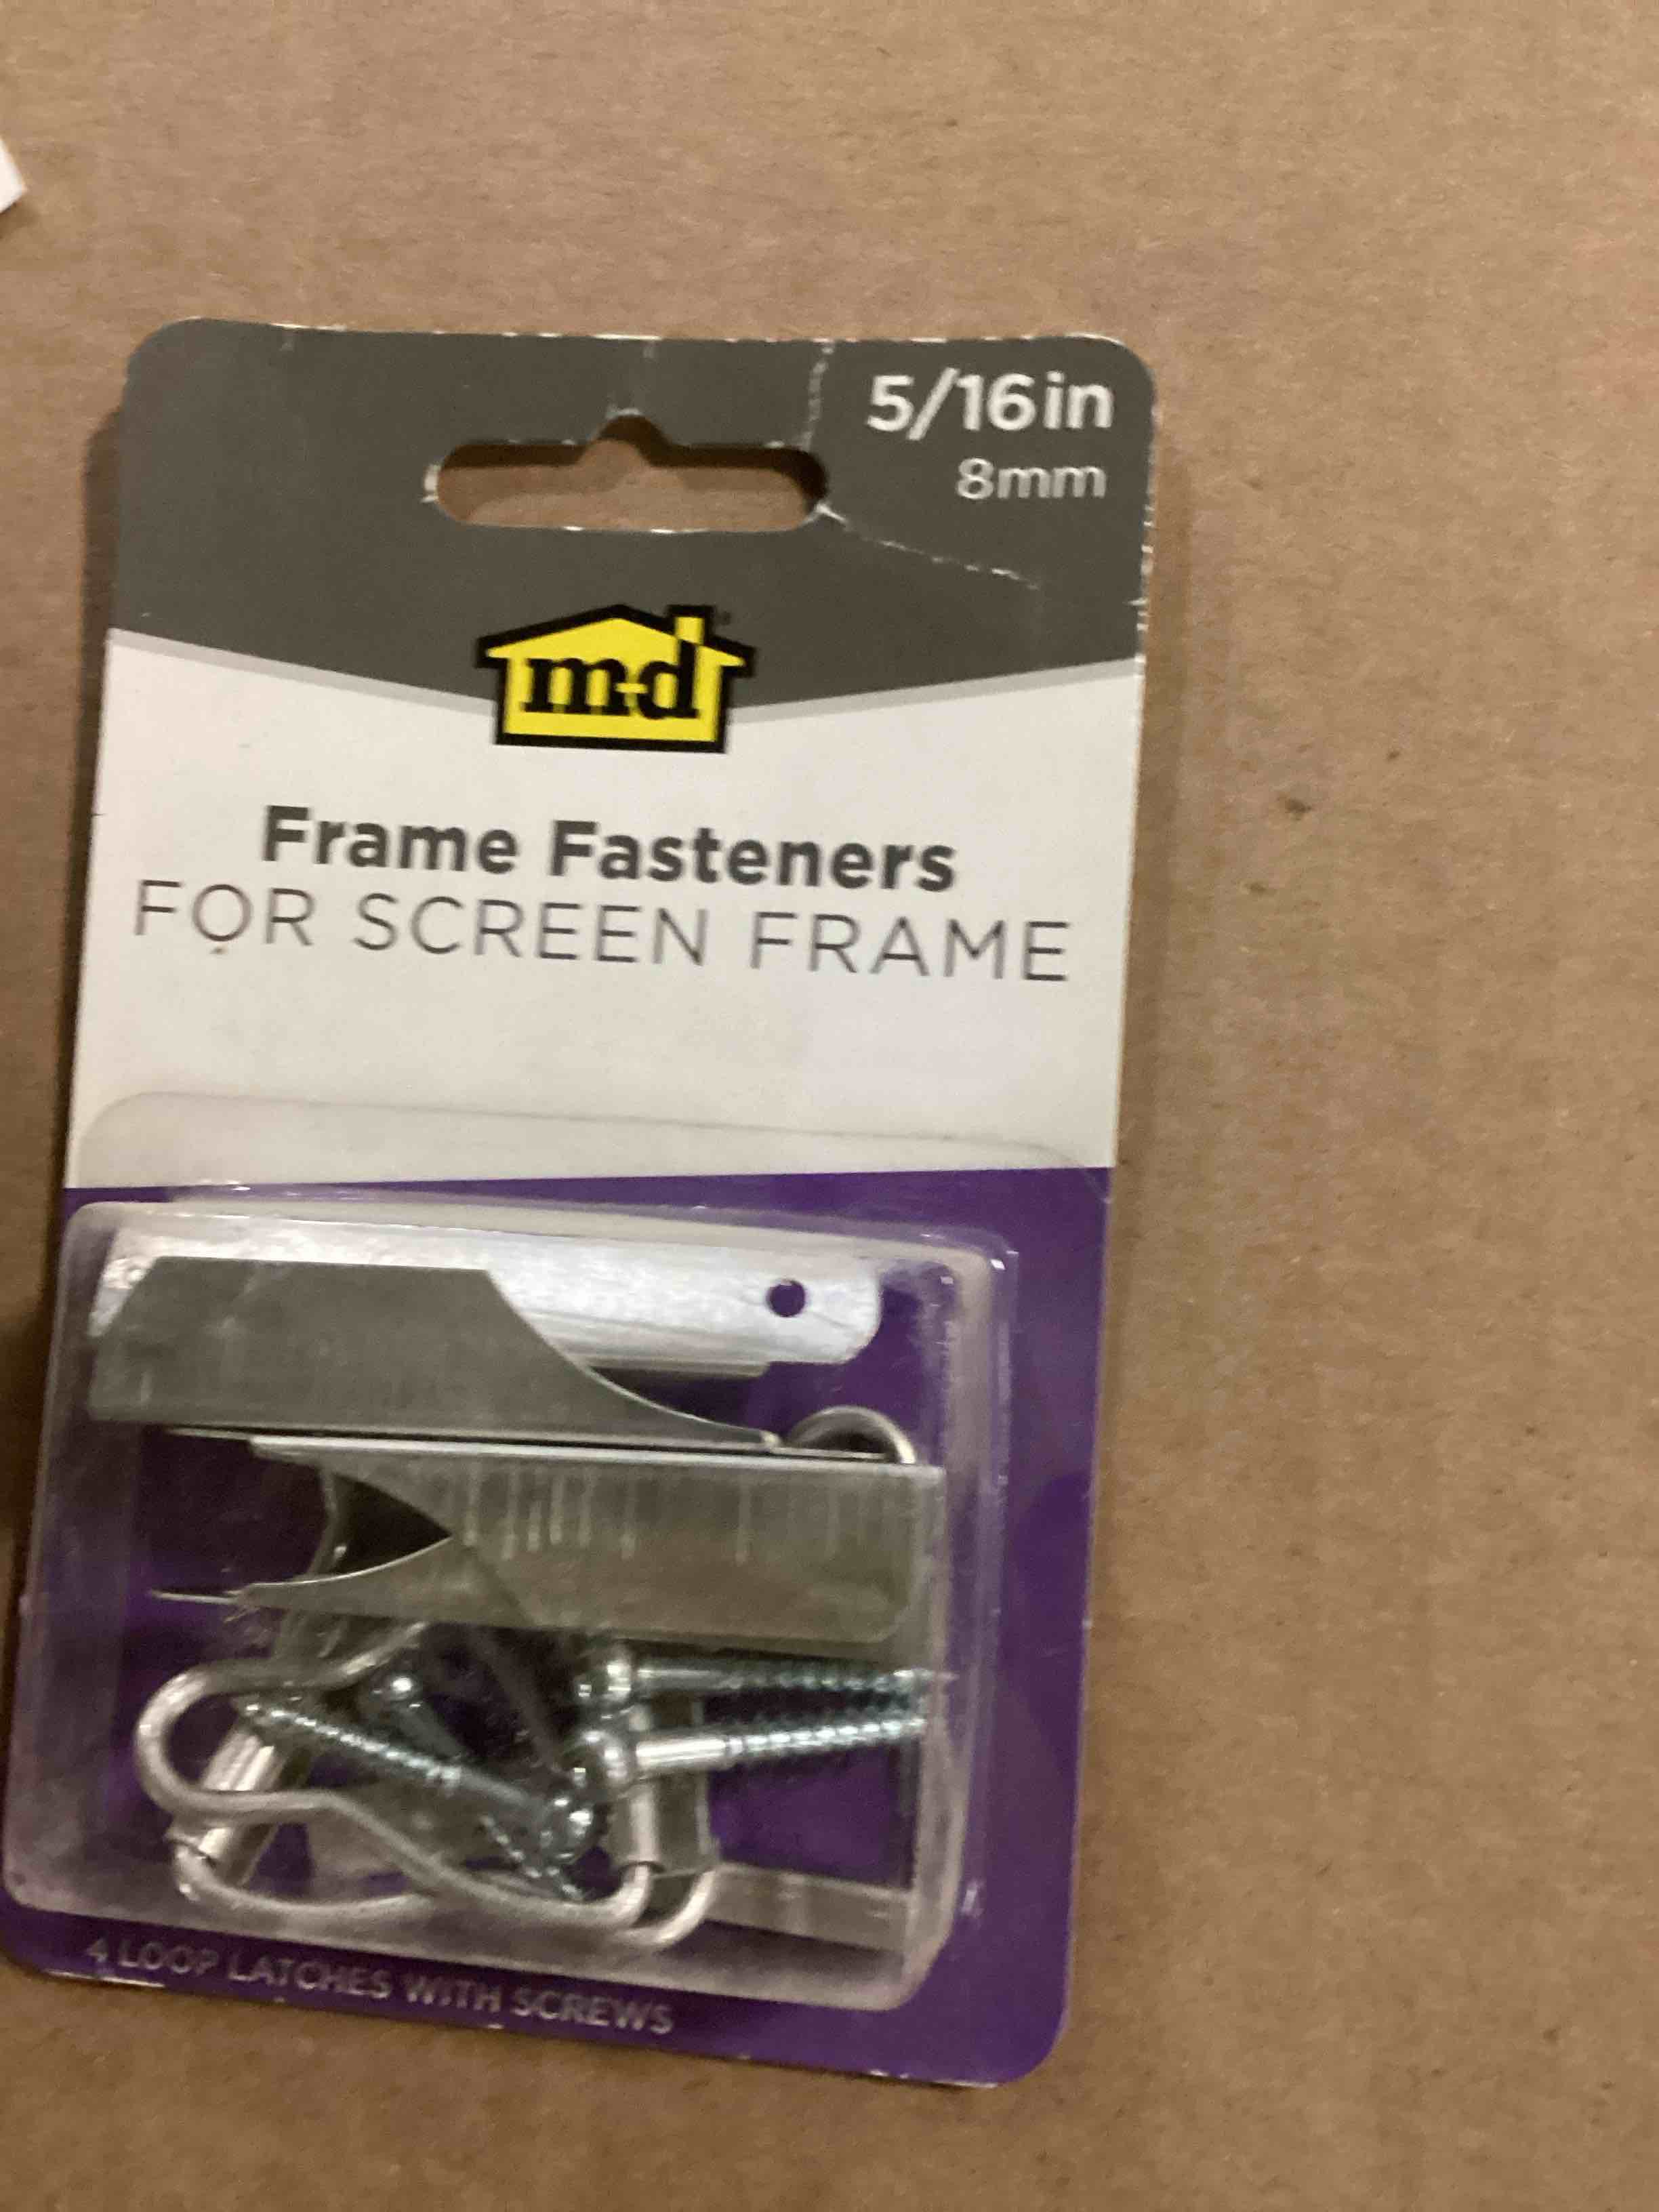 5/16in
8mm
m-d
Frame Fasteners
FOR SCREEN FRAME
4 LOOP LATCHES WITH SCREWS